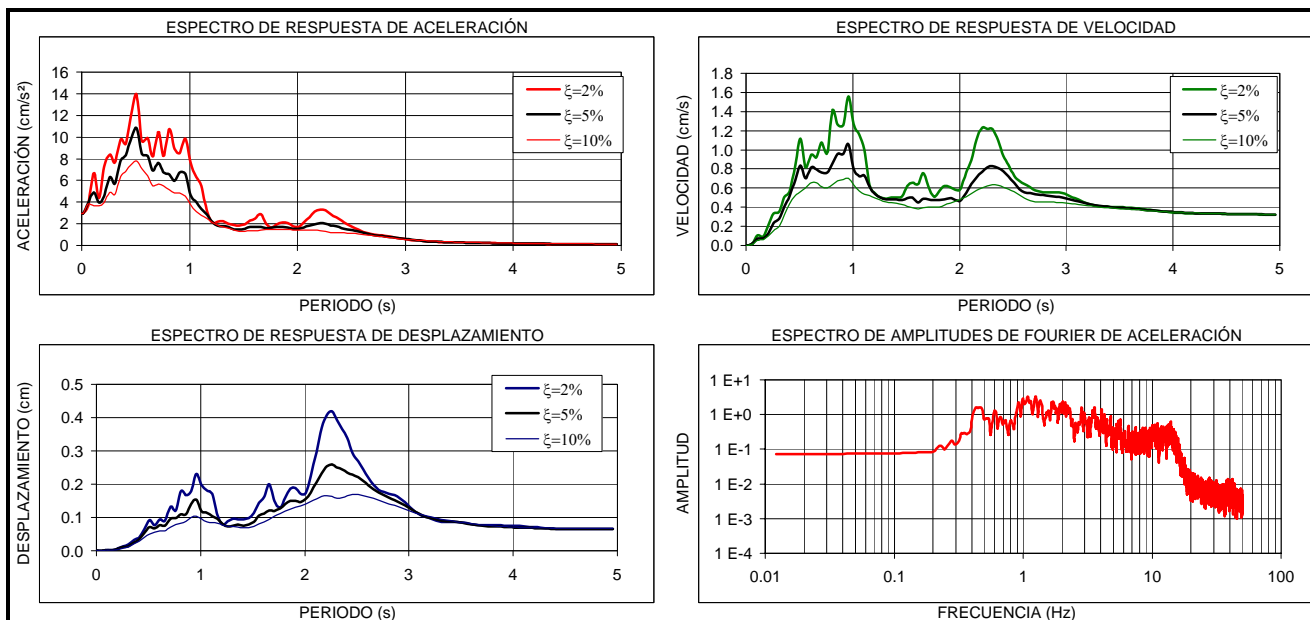 ESPECTRO DE RESPUESTA DE ACELERACIÓN
ACELERACIÓN (cm/s²)
16
14
12
10
8
6
4
2
0
ξ=2%
ξ=5%
ξ=10%
0 1 2 3 4 5
PERIODO (s)
ESPECTRO DE RESPUESTA DE VELOCIDAD
VELOCIDAD (cm/s)
1.8
1.6
1.4
1.2
1.0
0.8
0.6
0.4
0.2
0.0
ξ=2%
ξ=5%
ξ=10%
0 1 2 3 4 5
PERIODO (s)
ESPECTRO DE RESPUESTA DE DESPLAZAMIENTO
DESPLAZAMIENTO (cm)
0.5
0.4
0.3
0.2
0.1
0.0
ξ=2%
ξ=5%
ξ=10%
0 1 2 3 4 5
PERIODO (s)
ESPECTRO DE AMPLITUDES DE FOURIER DE ACELERACIÓN
AMPLITUD
1 E+1
1 E+0
1 E-1
1 E-2
1 E-3
1 E-4
0.01 0.1 1 10 100
FRECUENCIA (Hz)